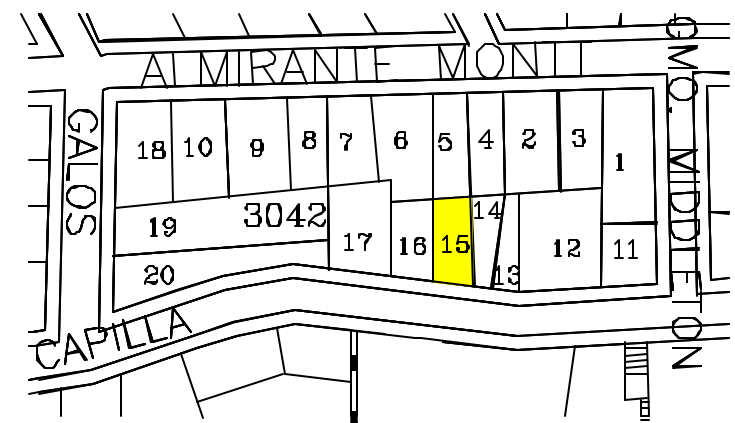 ALMIRANTE MONTT
GMO. MIDDLETON
GALOS
18 10 9 8 7 6 5 4 2 3 1
19 3042 17 16 15 14 13 12 11
20
CAPILLA